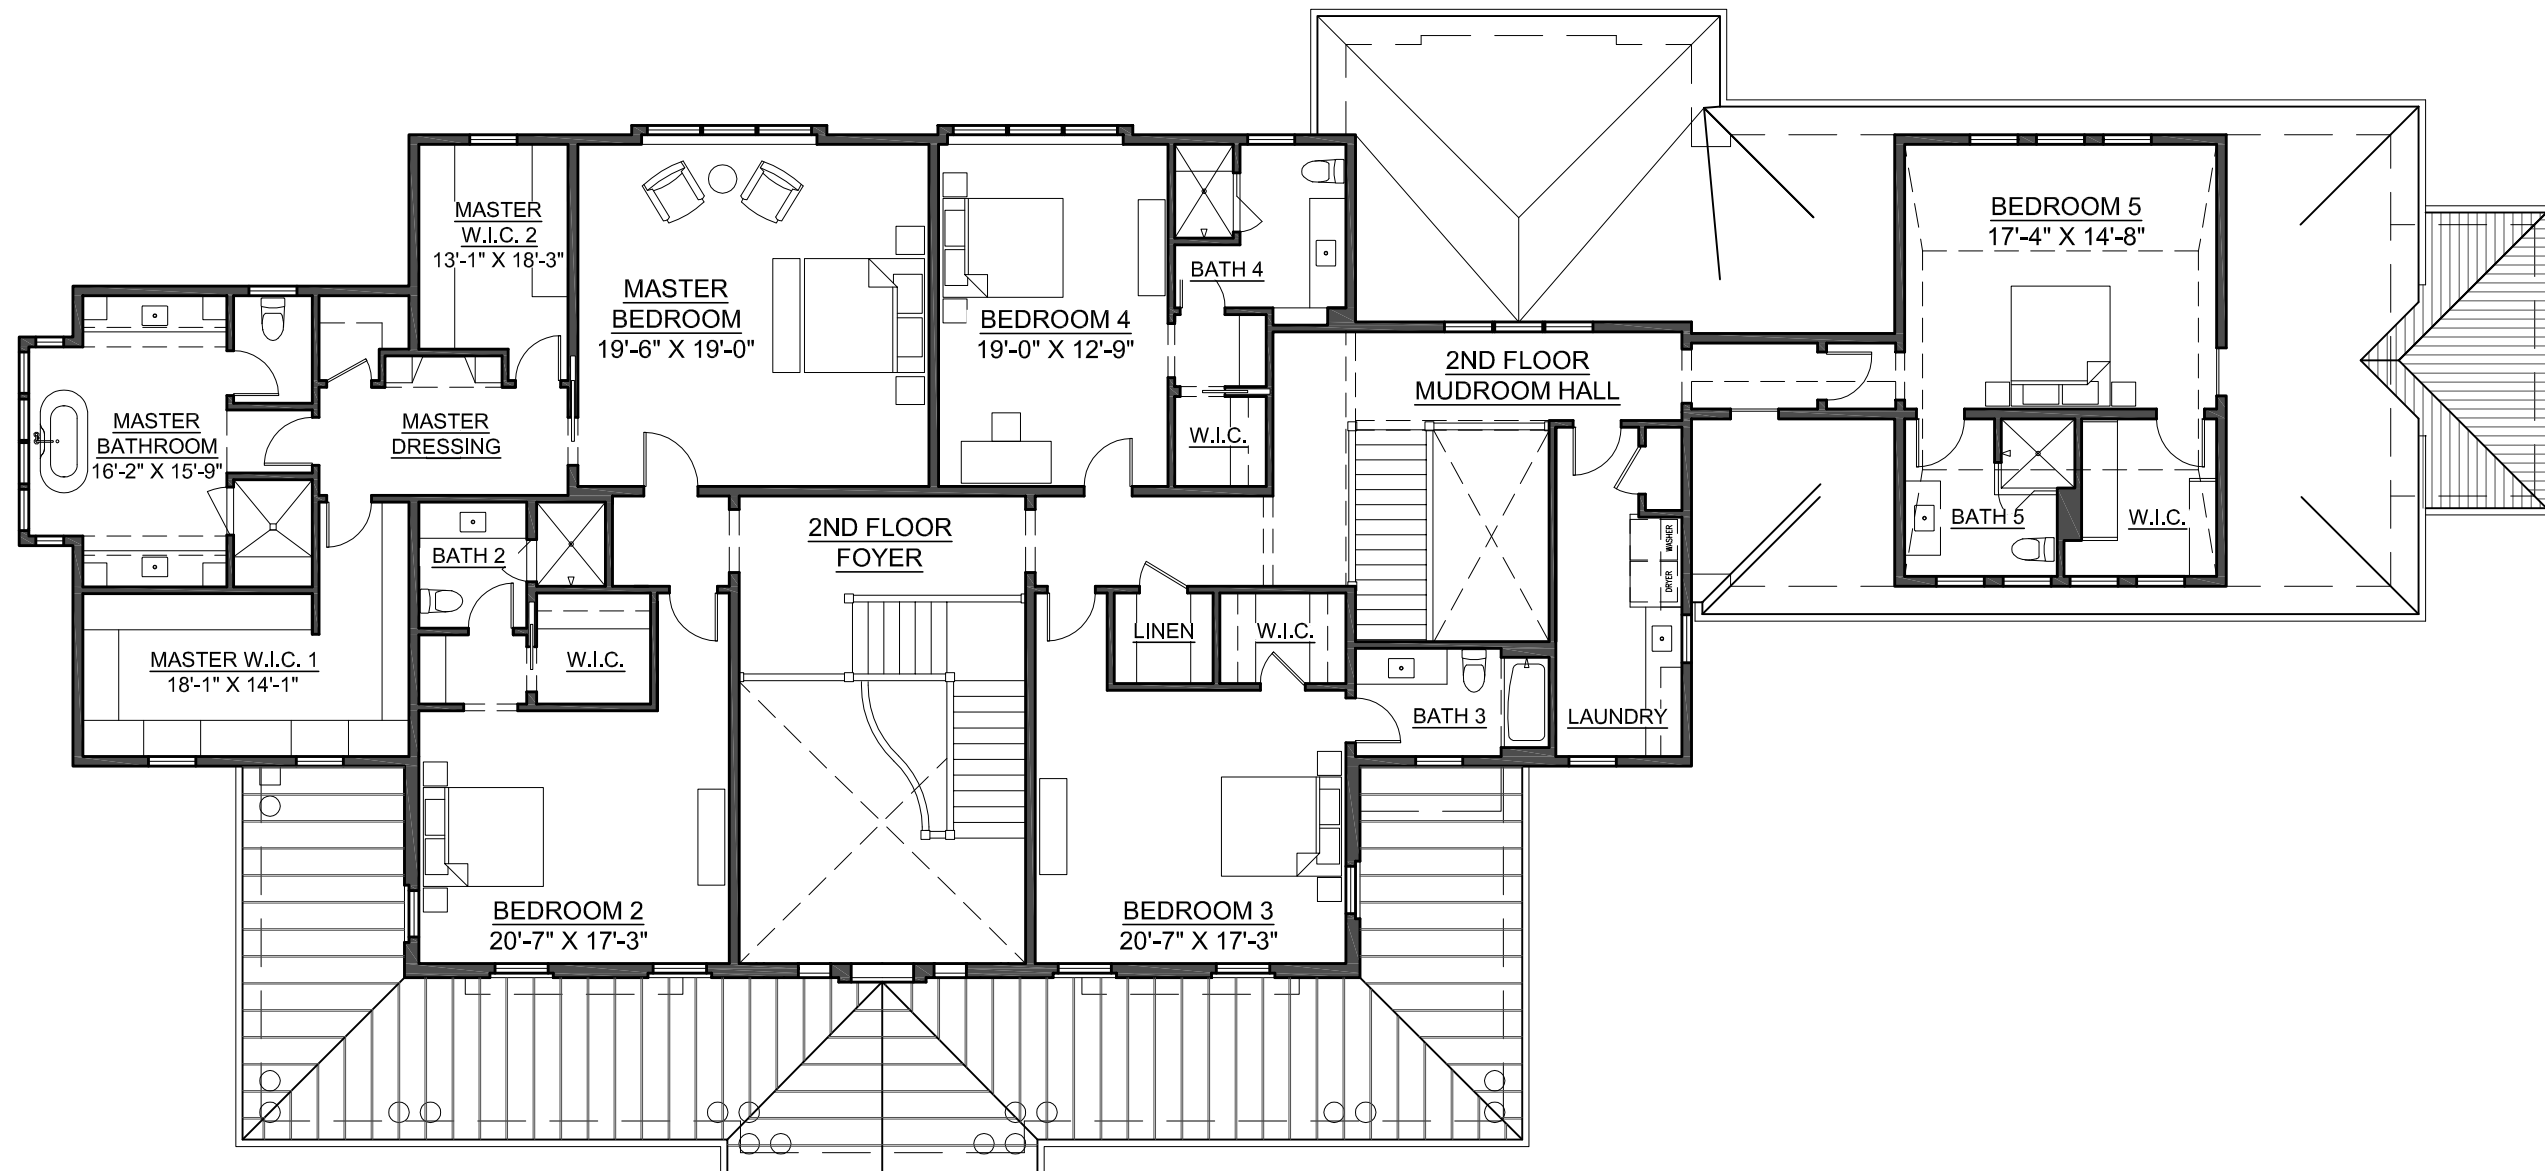 MASTER
W.I.C. 2
13'-1" X 18'-3"
MASTER
BEDROOM
19'-6" X 19'-0"
BEDROOM 4
19'-0" X 12'-9"
BATH 4
W.I.C.
2ND FLOOR
MUDROOM HALL
BEDROOM 5
17'-4" X 14'-8"
MASTER
BATHROOM
16'-2" X 15'-9"
MASTER
DRESSING
BATH 2
2ND FLOOR
FOYER
WASHER
DRYER
BATH 5
W.I.C.
MASTER W.I.C. 1
18'-1" X 14'-1"
W.I.C.
LINEN
W.I.C.
BATH 3
LAUNDRY
BEDROOM 2
20'-7" X 17'-3"
BEDROOM 3
20'-7" X 17'-3"